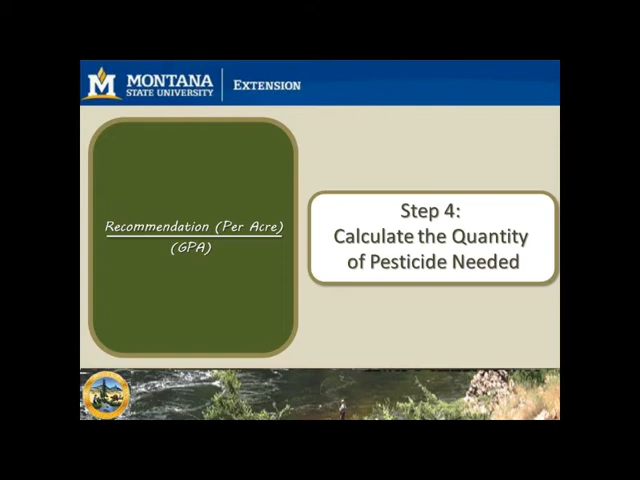 MONTANA
STATE UNIVERSITY
EXTENSION
Recommendation (Per Acre)
(GPA)
Step 4:
Calculate the Quantity
of Pesticide Needed